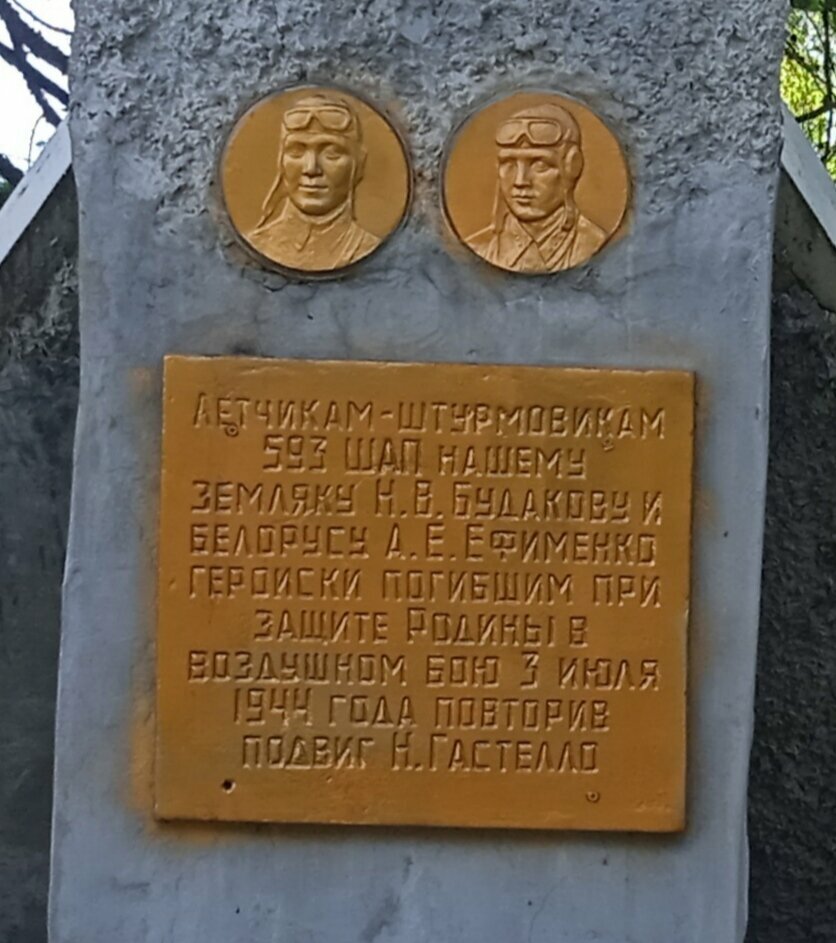 ЛЕТЧИКАМ-ШТУРМОВИКАМ
593 ШАП НАШЕМУ
ЗЕМЛЯКУ Н.В.БУДАКОВУ И
БЕЛОРУСУ А.Е.ЕФИМЕНКО
ГЕРОИСКИ ПОГИБШИМ ПРИ
ЗАЩИТЕ РОДИНЫ В
ВОЗДУШНОМ БОЮ 3 ИЮЛЯ
1944 ГОДА ПОВТОРИВ
ПОДВИГ Н.ГАСТЕЛЛО